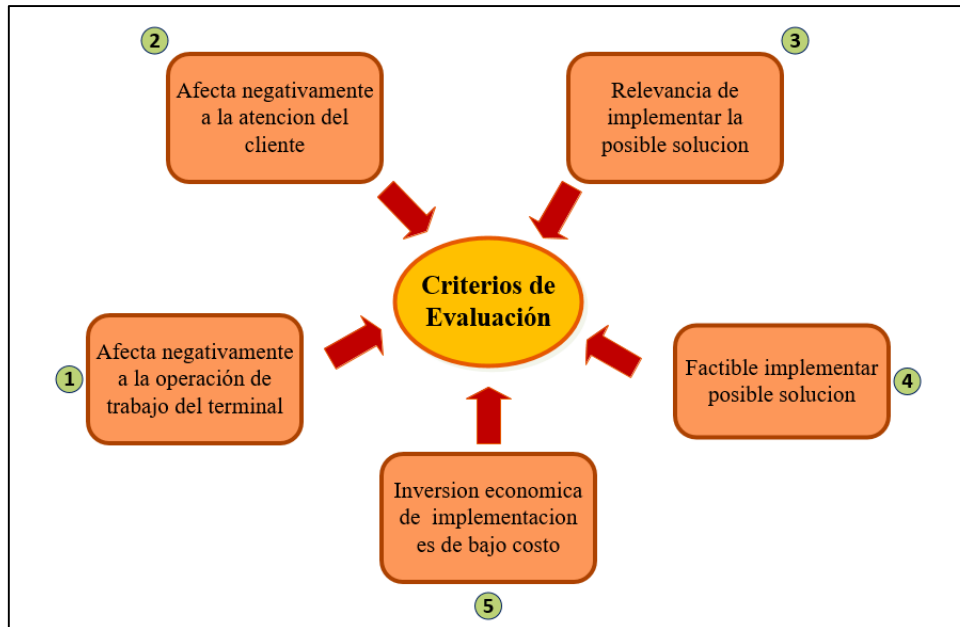 2
Afecta negativamente
a la atencion del
cliente
3
Relevancia de
implementar la
posible solucion
Criterios de
Evaluación
1
Afecta negativamente
a la operación de
trabajo del terminal
Factible implementar
posible solucion
4
Inversion economica
de implementacion
es de bajo costo
5